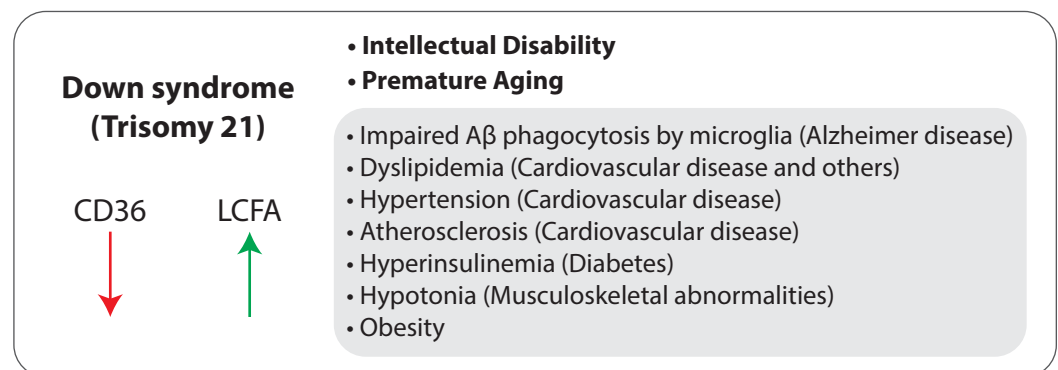 Down syndrome
(Trisomy 21)
CD36
LCFA
• Intellectual Disability
• Premature Aging
• Impaired Aβ phagocytosis by microglia (Alzheimer disease)
• Dyslipidemia (Cardiovascular disease and others)
• Hypertension (Cardiovascular disease)
• Atherosclerosis (Cardiovascular disease)
• Hyperinsulinemia (Diabetes)
• Hypotonia (Musculoskeletal abnormalities)
• Obesity